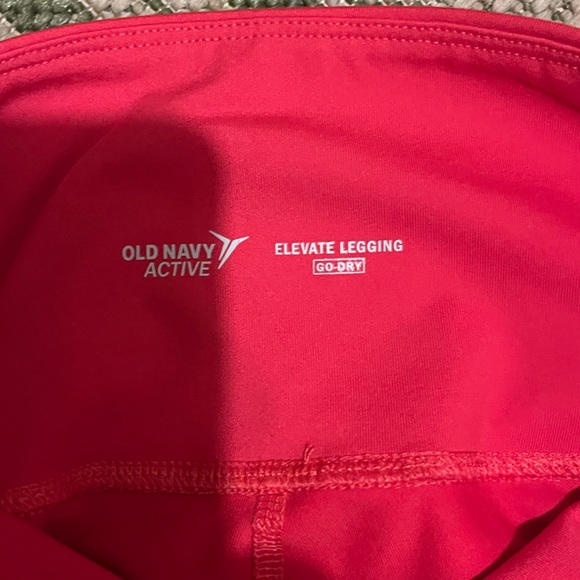 OLD NAVY
ACTIVE
ELEVATE LEGGING
GO-DRY